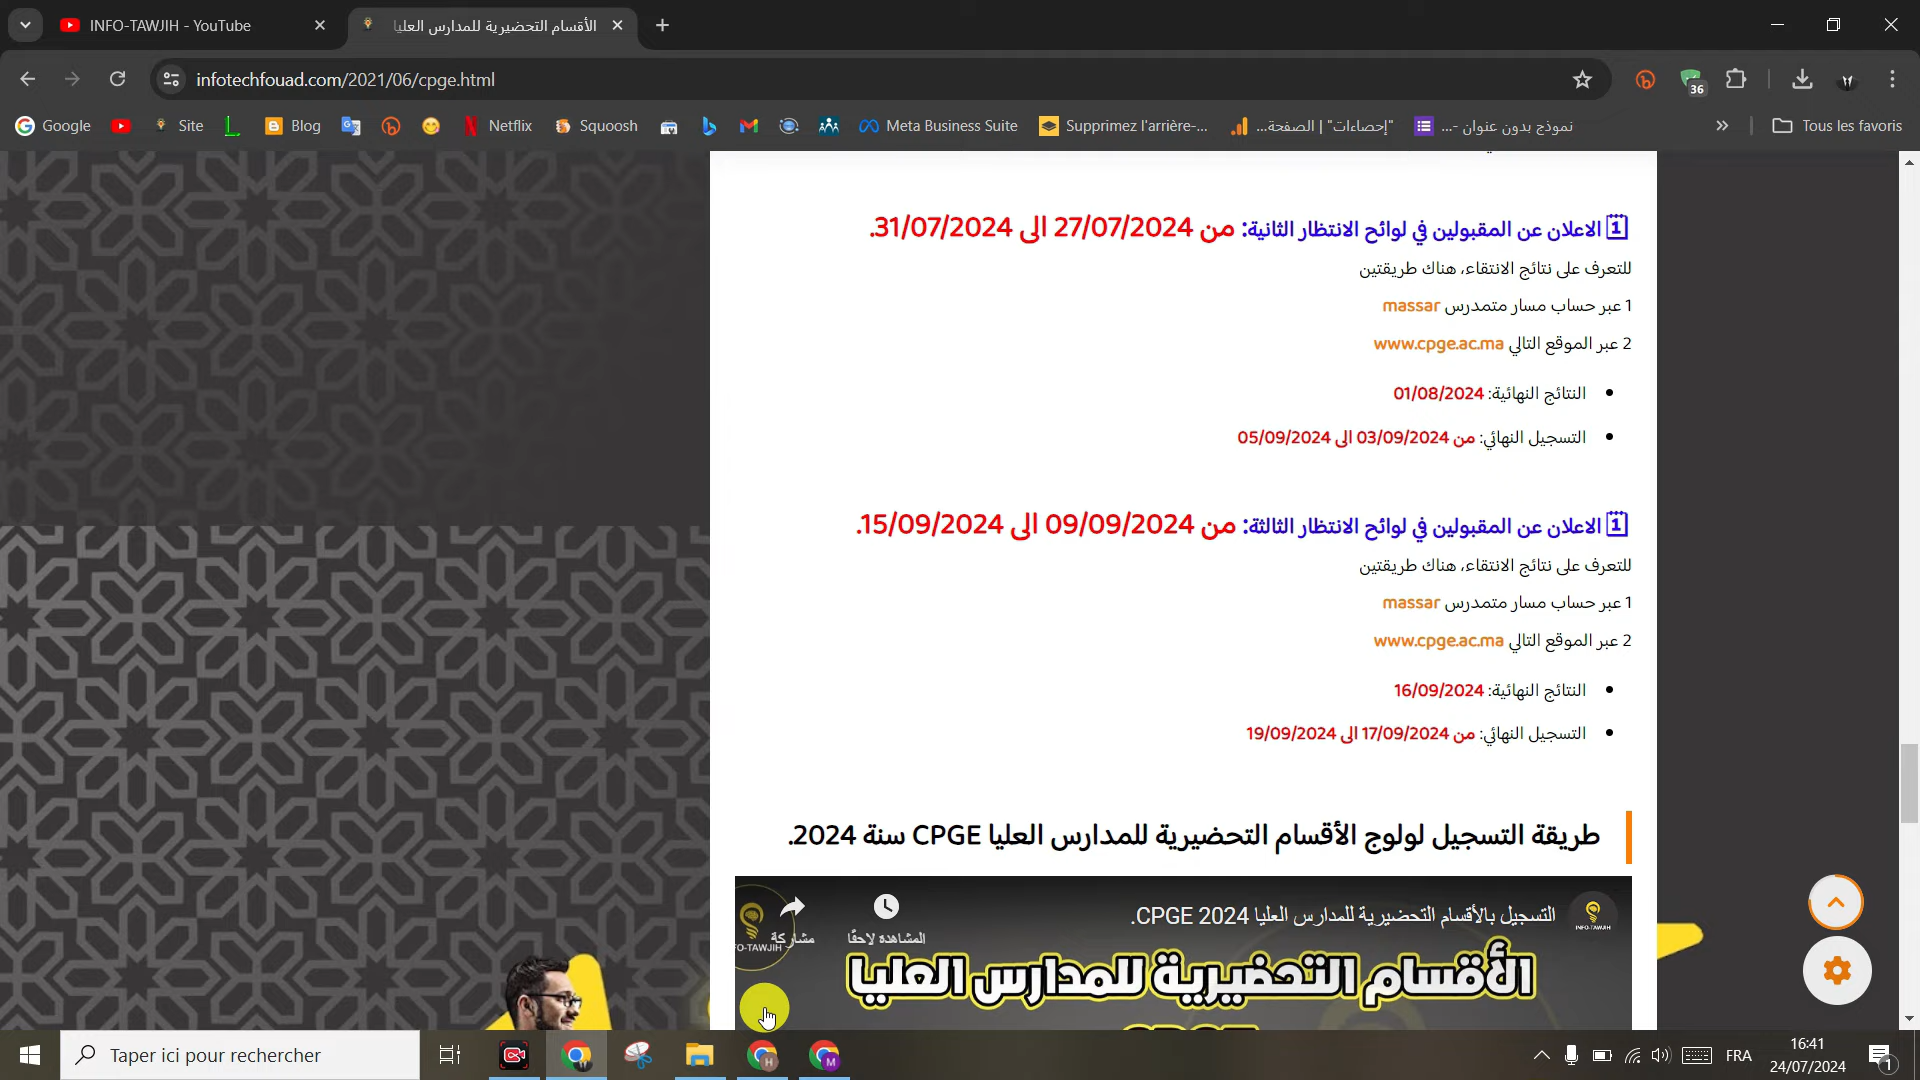 INFO-TAWJIH - YouTube
الأقسام التحضيرية للمدارس العليا
infotechfouad.com/2021/06/cpge.html
36
Google
Site
Blog
Netflix
Squoosh
Meta Business Suite
Supprimez l'arrière-...
"إحصاءات" | الصفحة...
نموذج بدون عنوان -...
Tous les favoris
1 الاعلان عن المقبولين في لوائح الانتظار الثانية: من 27/07/2024 الى 31/07/2024.
للتعرف على نتائج الانتقاء، هناك طريقتين
1 عبر حساب مسار متمدرس massar
2 عبر الموقع التالي www.cpge.ac.ma
النتائج النهائية: 01/08/2024
التسجيل النهائي: من 03/09/2024 الى 05/09/2024
1 الاعلان عن المقبولين في لوائح الانتظار الثالثة: من 09/09/2024 الى 15/09/2024.
للتعرف على نتائج الانتقاء، هناك طريقتين
1 عبر حساب مسار متمدرس massar
2 عبر الموقع التالي www.cpge.ac.ma
النتائج النهائية: 16/09/2024
التسجيل النهائي: من 17/09/2024 الى 19/09/2024
طريقة التسجيل لولوج الأقسام التحضيرية للمدارس العليا CPGE سنة 2024.
التسجيل بالأقسام التحضيرية للمدارس العليا CPGE 2024.
INFO-TAWJIH
المشاهدة لاحقًا
مشاركة
الأقسام التحضيرية للمدارس العليا
Taper ici pour rechercher
FRA
16:41
24/07/2024
1